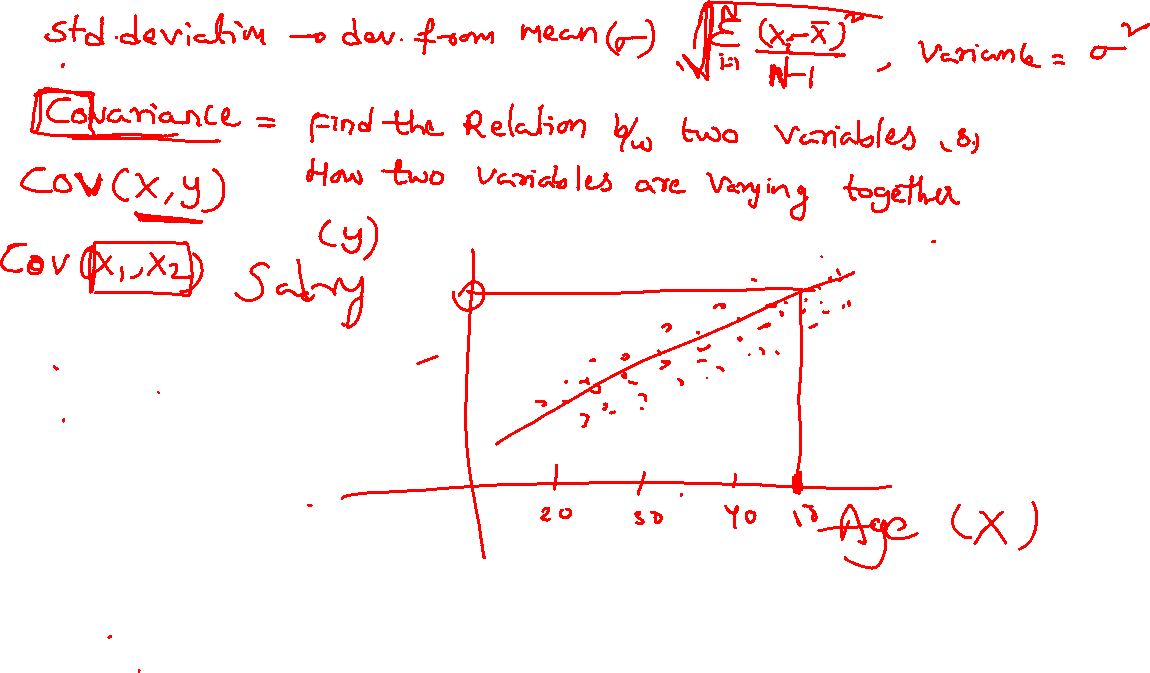 std.deviation → dev. from mean (σ) √ N Σ i=1 (xi-x̄)² / N-1 , Variance = σ²
Covariance = Find the Relation b/w two variables
Cov(x,y) How two variables are varying together
(y)
Cov(x1,x2) Salary
20 30 40
Age (X)